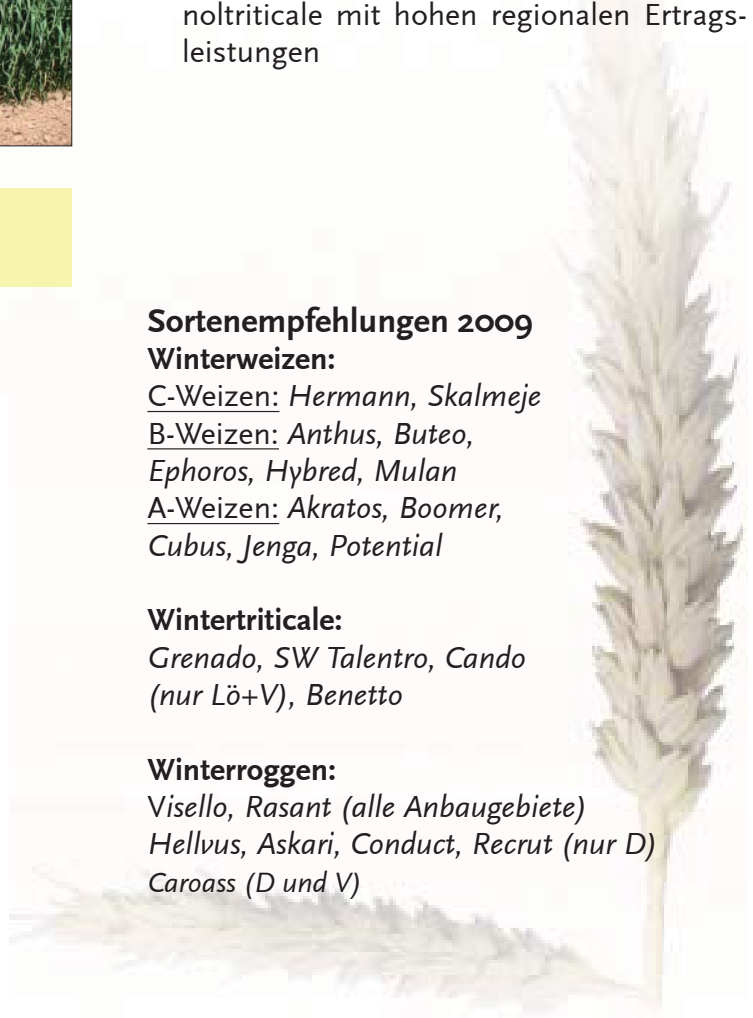 noltriticale mit hohen regionalen Ertrags-
leistungen
Sortenempfehlungen 2009
Winterweizen:
C-Weizen: Hermann, Skalmeje
B-Weizen: Anthus, Buteo,
Ephoros, Hybred, Mulan
A-Weizen: Akratos, Boomer,
Cubus, Jenga, Potential
Wintertriticale:
Grenado, SW Talentro, Cando
(nur Lö+V), Benetto
Winterroggen:
Visello, Rasant (alle Anbaugebiete)
Hellvus, Askari, Conduct, Recrut (nur D)
Caroass (D und V)